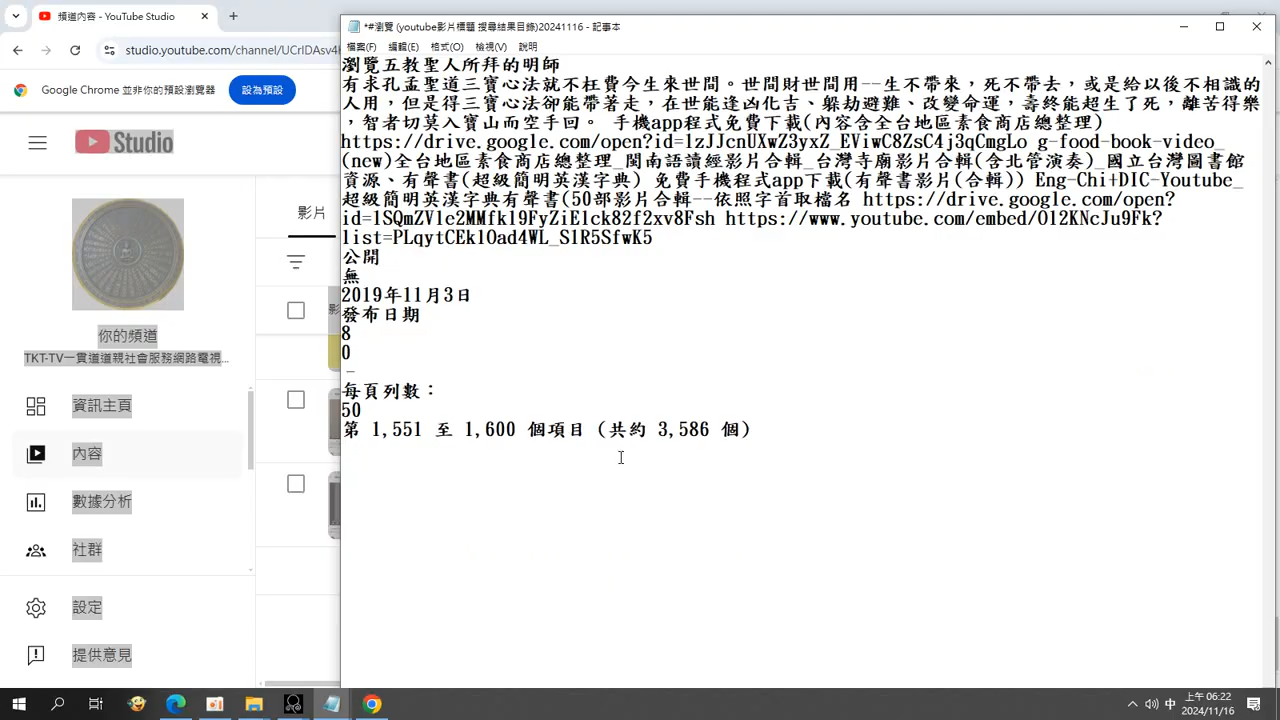 頻道內容 - YouTube Studio
studio.youtube.com/channel/UCrIDAsv4
Google Chrome 並非你的預設瀏覽器
設為預設
Studio
影片
你的頻道
TKT-TV一貫道道親社會服務網路電視...
資訊主頁
內容
數據分析
社群
設定
提供意見
*#瀏覽 (youtube影片標題 搜尋結果目錄)20241116 - 記事本
檔案(F) 編輯(E) 格式(O) 檢視(V) 說明
瀏覽五教聖人所拜的明師
有求孔孟聖道三寶心法就不枉費今生來世間。世間財世間用--生不帶來，死不帶去，或是給以後不相識的
人用，但是得三寶心法卻能帶著走，在世能逢凶化吉、躲劫避難、改變命運，壽終能超生了死，離苦得樂
，智者切莫入寶山而空手回。 手機app程式免費下載(內容含全台地區素食商店總整理)
https://drive.google.com/open?id=1zJJcnUXwZ3yxZ_EViwC8ZsC4j3qCmgLo g-food-book-video_
(new)全台地區素食商店總整理_閩南語讀經影片合輯_台灣寺廟影片合輯(含北管演奏)_國立台灣圖書館
資源、有聲書(超級簡明英漢字典) 免費手機程式app下載(有聲書影片(合輯)) Eng-Chi+DIC-Youtube_
超級簡明英漢字典有聲書(50部影片合輯--依照字首取檔名 https://drive.google.com/open?
id=1SQmZV1e2MMfkl9FyZiElck82f2xv8Fsh https://www.youtube.com/embed/Ol2KNcJu9Fk?
list=PLqytCEklOad4WL_S1R5SfwK5
公開
無
2019年11月3日
發布日期
8
0
–
每頁列數：
50
第 1,551 至 1,600 個項目 (共約 3,586 個)
中
上午 06:22
2024/11/16